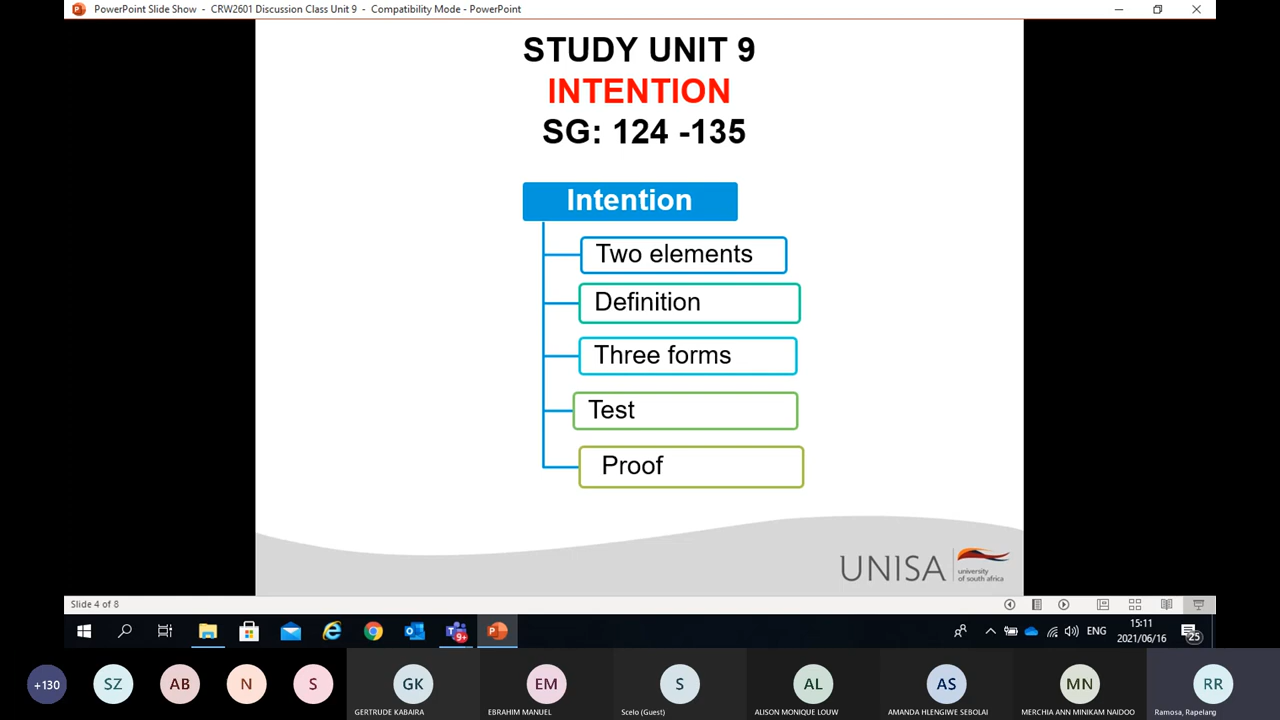 PowerPoint Slide Show - CRW2601 Discussion Class Unit 9 - Compatibility Mode - PowerPoint
STUDY UNIT 9
INTENTION
SG: 124 -135
Intention
Two elements
Definition
Three forms
Test
Proof
UNISA
university
of south africa
Slide 4 of 8
9+
ENG
15:11
2021/06/16
25
+130
SZ
AB
N
S
GK
GERTRUDE KABAIRA
EM
EBRAHIM MANUEL
S
Scelo (Guest)
AL
ALISON MONIQUE LOUW
AS
AMANDA HLENGIWE SEBOLAI
MN
MERCHIA ANN MINIKAM NAIDOO
RR
Ramosa, Rapelang